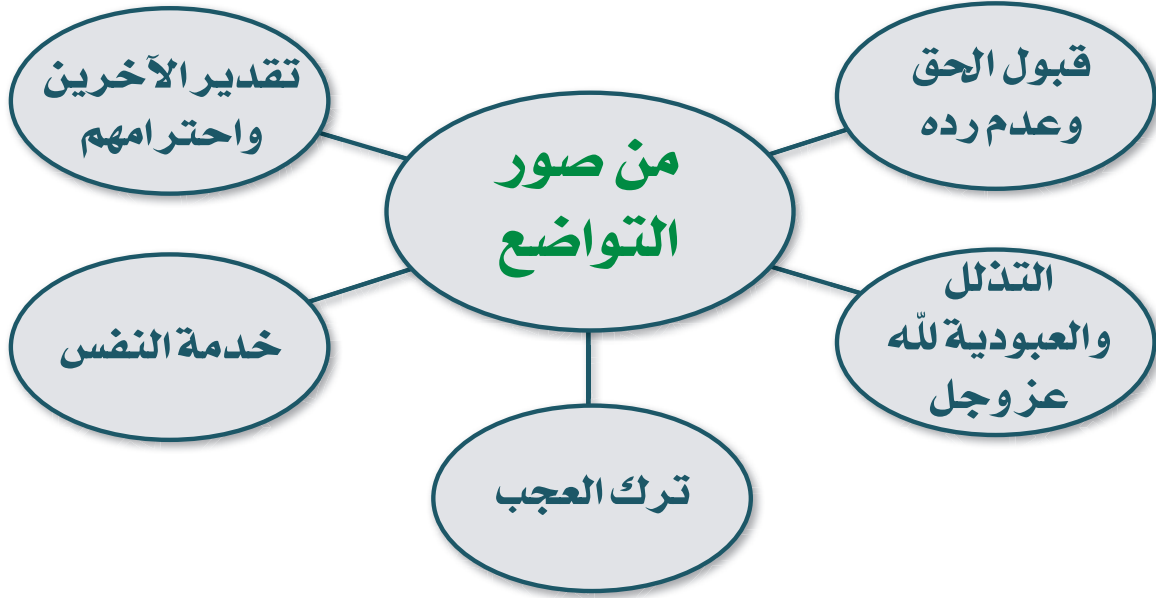 من صور
التواضع
قبول الحق
وعدم رده
التذلل
والعبودية لله
عز وجل
ترك العجب
خدمة النفس
تقدير الآخرين
واحترامهم